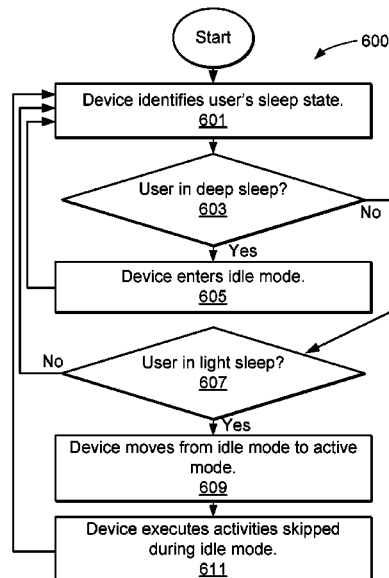 Start
600
Device identifies user's sleep state.
601
User in deep sleep?
603
No
Yes
Device enters idle mode.
605
No
User in light sleep?
607
Yes
Device moves from idle mode to active
mode.
609
Device executes activities skipped
during idle mode.
611